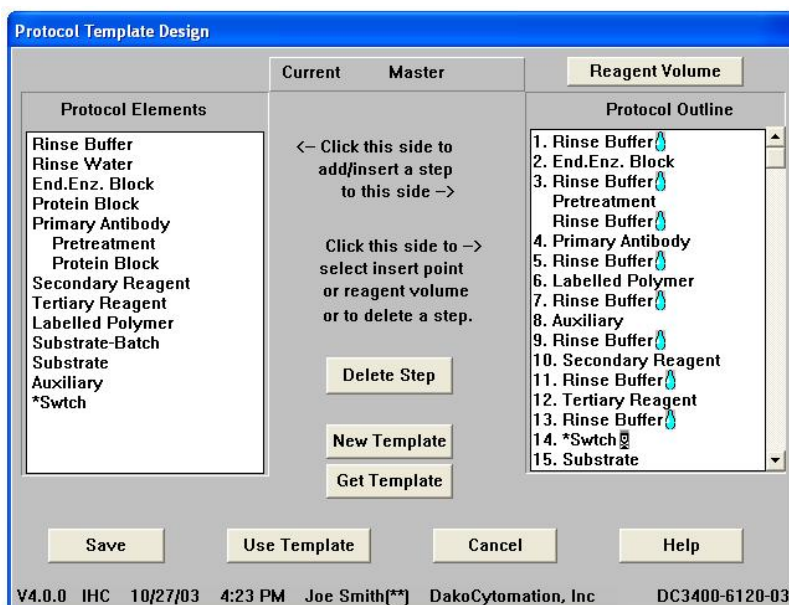 Protocol Template Design
Current Master
Reagent Volume
Protocol Elements
Rinse Buffer
Rinse Water
End.Enz. Block
Protein Block
Primary Antibody
Pretreatment
Protein Block
Secondary Reagent
Tertiary Reagent
Labelled Polymer
Substrate-Batch
Substrate
Auxiliary
*Swtch
<– Click this side to
add/insert a step
to this side –>
Click this side to –>
select insert point
or reagent volume
or to delete a step.
Delete Step
New Template
Get Template
Protocol Outline
1. Rinse Buffer
2. End.Enz. Block
3. Rinse Buffer
Pretreatment
Rinse Buffer
4. Primary Antibody
5. Rinse Buffer
6. Labelled Polymer
7. Rinse Buffer
8. Auxiliary
9. Rinse Buffer
10. Secondary Reagent
11. Rinse Buffer
12. Tertiary Reagent
13. Rinse Buffer
14. *Swtch
15. Substrate
Save
Use Template
Cancel
Help
V4.0.0 IHC 10/27/03 4:23 PM Joe Smith(**) DakoCytomation, Inc DC3400-6120-03